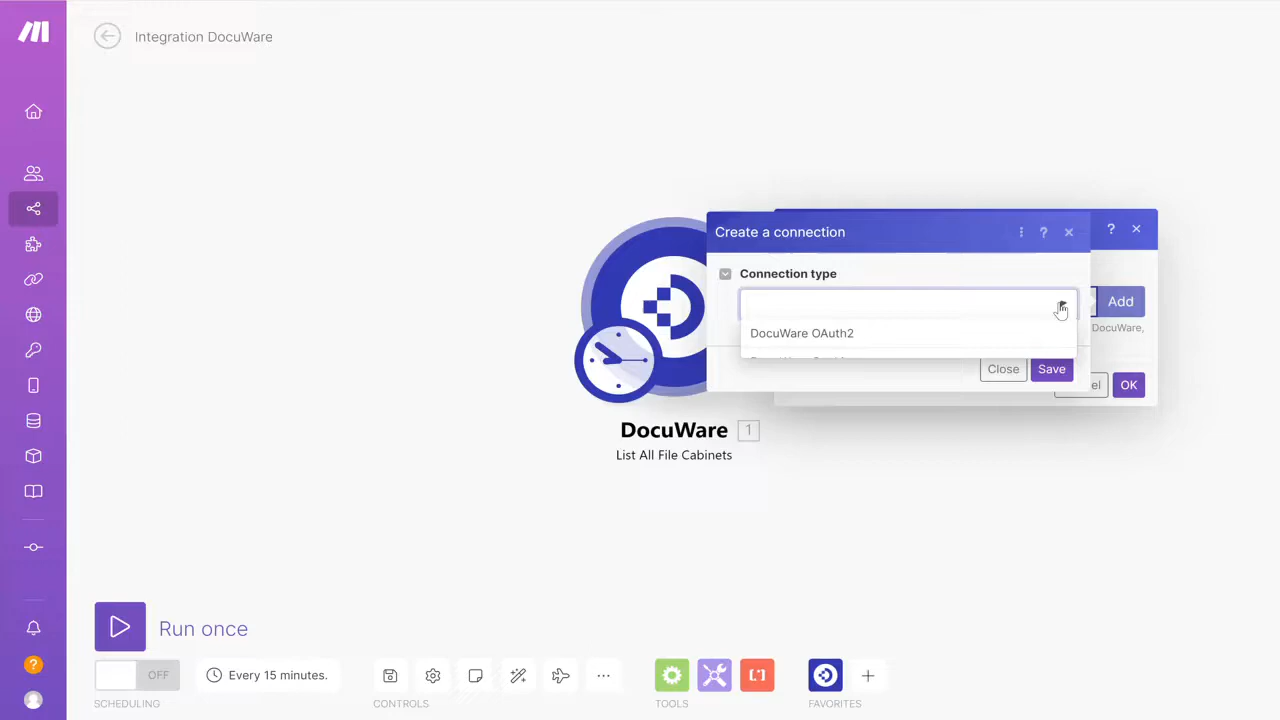 Integration DocuWare
Create a connection
?
?
Connection type
DocuWare OAuth2
Add
DocuWare,
Close
Save
el
OK
DocuWare 1
List All File Cabinets
Run once
OFF
Every 15 minutes.
SCHEDULING
CONTROLS
TOOLS
FAVORITES
?